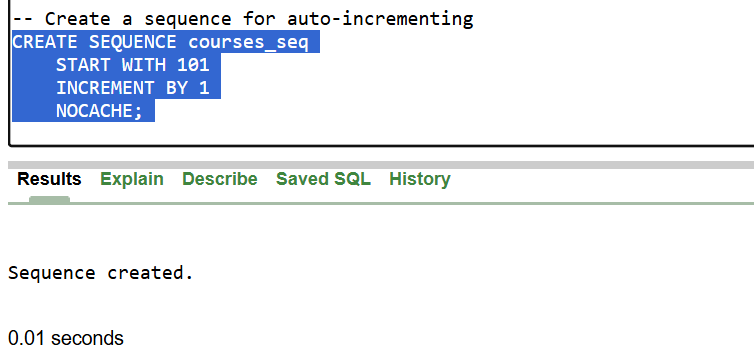 -- Create a sequence for auto-incrementing
CREATE SEQUENCE courses_seq
    START WITH 101
    INCREMENT BY 1
    NOCACHE;
Results Explain Describe Saved SQL History
Sequence created.
0.01 seconds